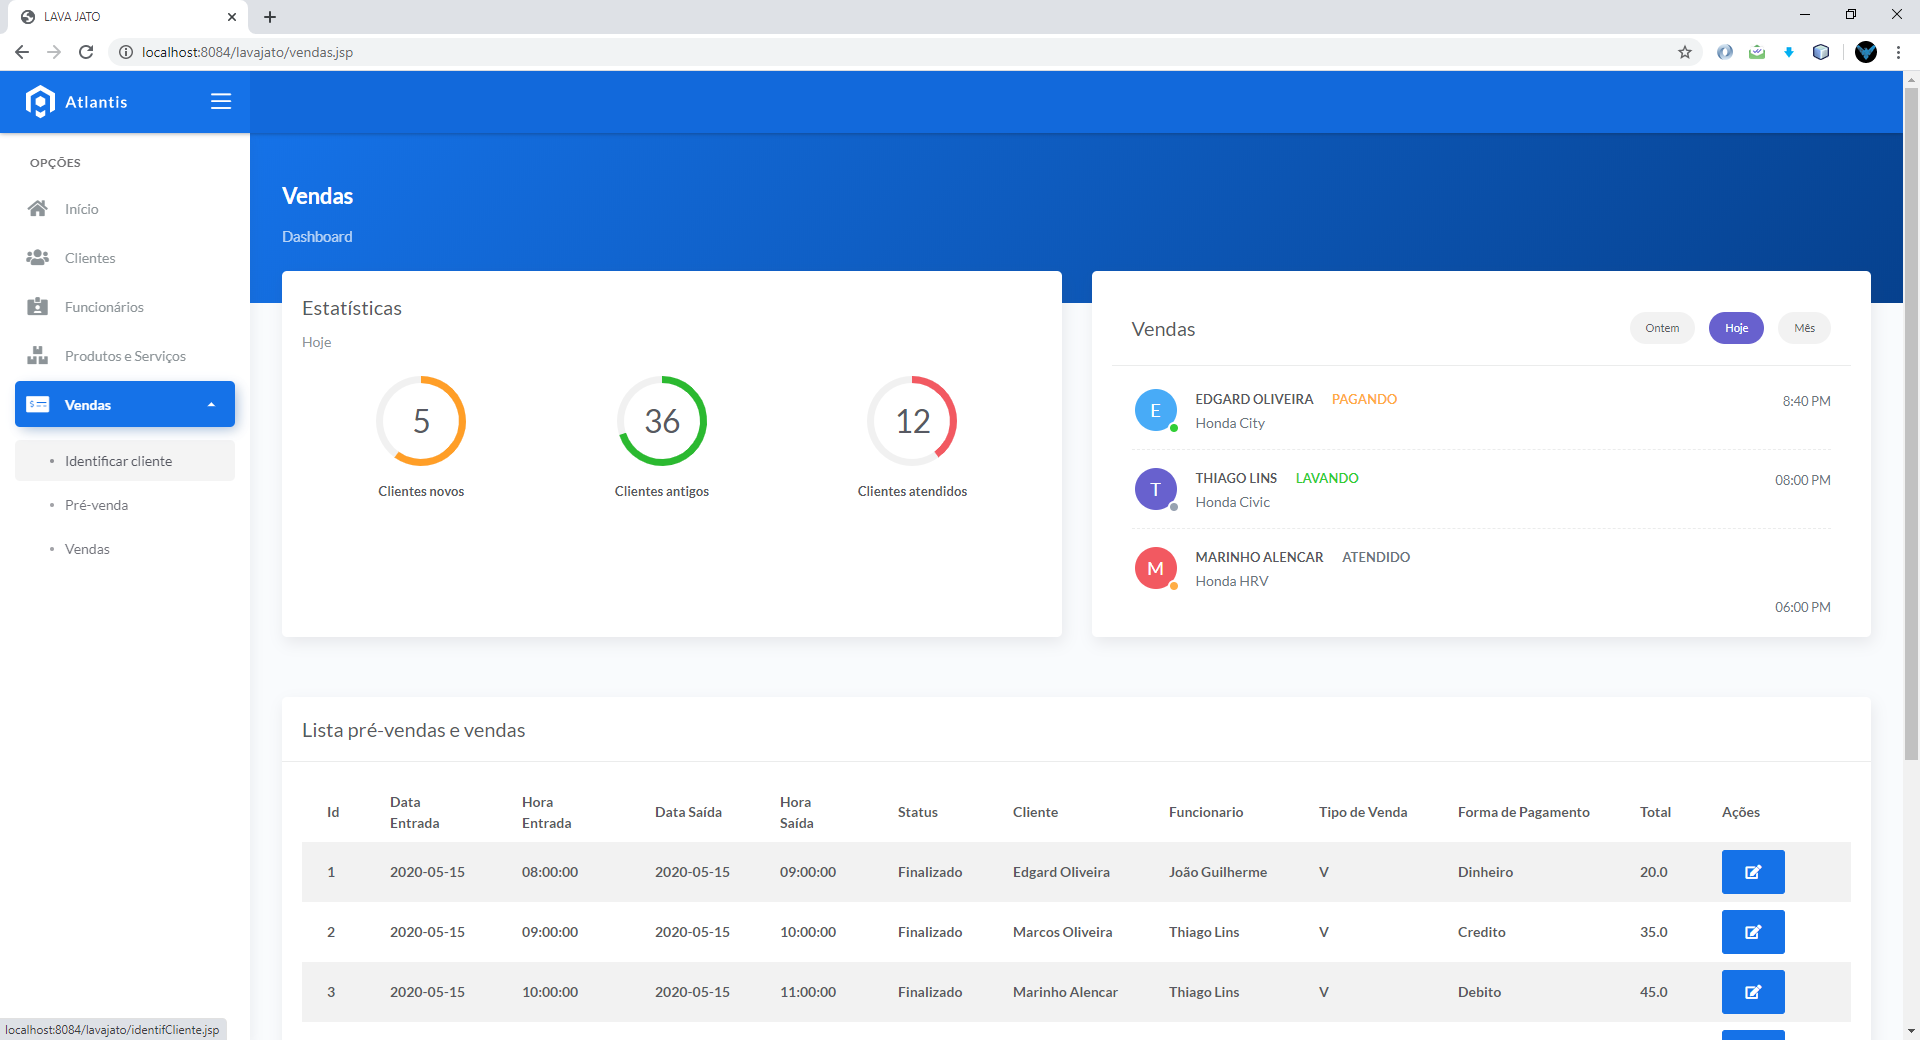 LAVA JATO
localhost:8084/lavajato/vendas.jsp
Atlantis
OPÇÕES
Início
Clientes
Funcionários
Produtos e Serviços
Vendas
Identificar cliente
Pré-venda
Vendas
Vendas
Dashboard
Estatísticas
Hoje
5
36
12
Clientes novos
Clientes antigos
Clientes atendidos
Vendas
Ontem
Hoje
Mês
E
EDGARD OLIVEIRA PAGANDO
8:40 PM
Honda City
T
THIAGO LINS LAVANDO
08:00 PM
Honda Civic
M
MARINHO ALENCAR ATENDIDO
Honda HRV
06:00 PM
Lista pré-vendas e vendas
Id Data Entrada Hora Entrada Data Saída Hora Saída Status Cliente Funcionario Tipo de Venda Forma de Pagamento Total Ações
1 2020-05-15 08:00:00 2020-05-15 09:00:00 Finalizado Edgard Oliveira João Guilherme V Dinheiro 20.0
2 2020-05-15 09:00:00 2020-05-15 10:00:00 Finalizado Marcos Oliveira Thiago Lins V Credito 35.0
3 2020-05-15 10:00:00 2020-05-15 11:00:00 Finalizado Marinho Alencar Thiago Lins V Debito 45.0
localhost:8084/lavajato/identifCliente.jsp